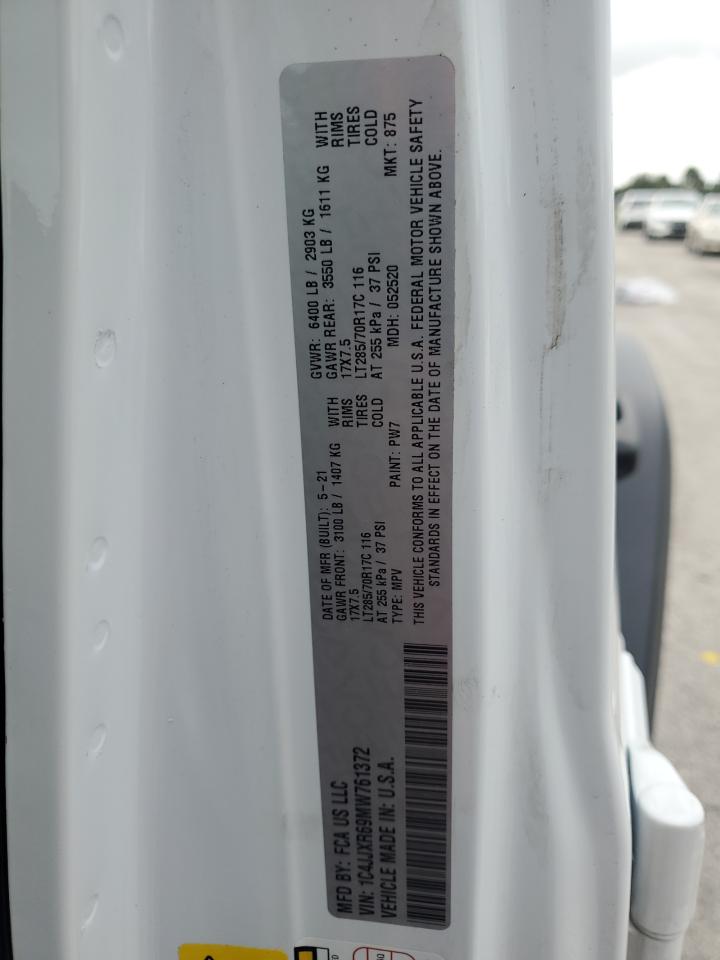 MFD BY: FCA US LLC
DATE OF MFR (BUILT): 5-21
GVWR: 6400 LB / 2903 KG
VIN: 1C4JJXR69MW761372
VEHICLE MADE IN: U.S.A.
GAWR FRONT: 3100 LB / 1407 KG WITH
17X7.5 RIMS
LT285/70R17C 116 TIRES
AT 255 kPa / 37 PSI COLD
GAWR REAR: 3550 LB / 1611 KG WITH
17X7.5 RIMS
LT285/70R17C 116 TIRES
AT 255 kPa / 37 PSI COLD
TYPE: MPV PAINT: PW7 MDH: 052520 MKT: 875
THIS VEHICLE CONFORMS TO ALL APPLICABLE U.S.A. FEDERAL MOTOR VEHICLE SAFETY
STANDARDS IN EFFECT ON THE DATE OF MANUFACTURE SHOWN ABOVE.